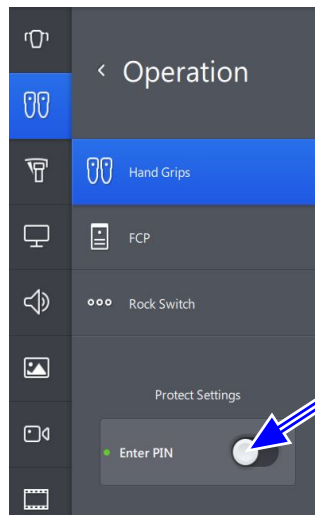 Operation
Hand Grips
FCP
Rock Switch
Protect Settings
Enter PIN